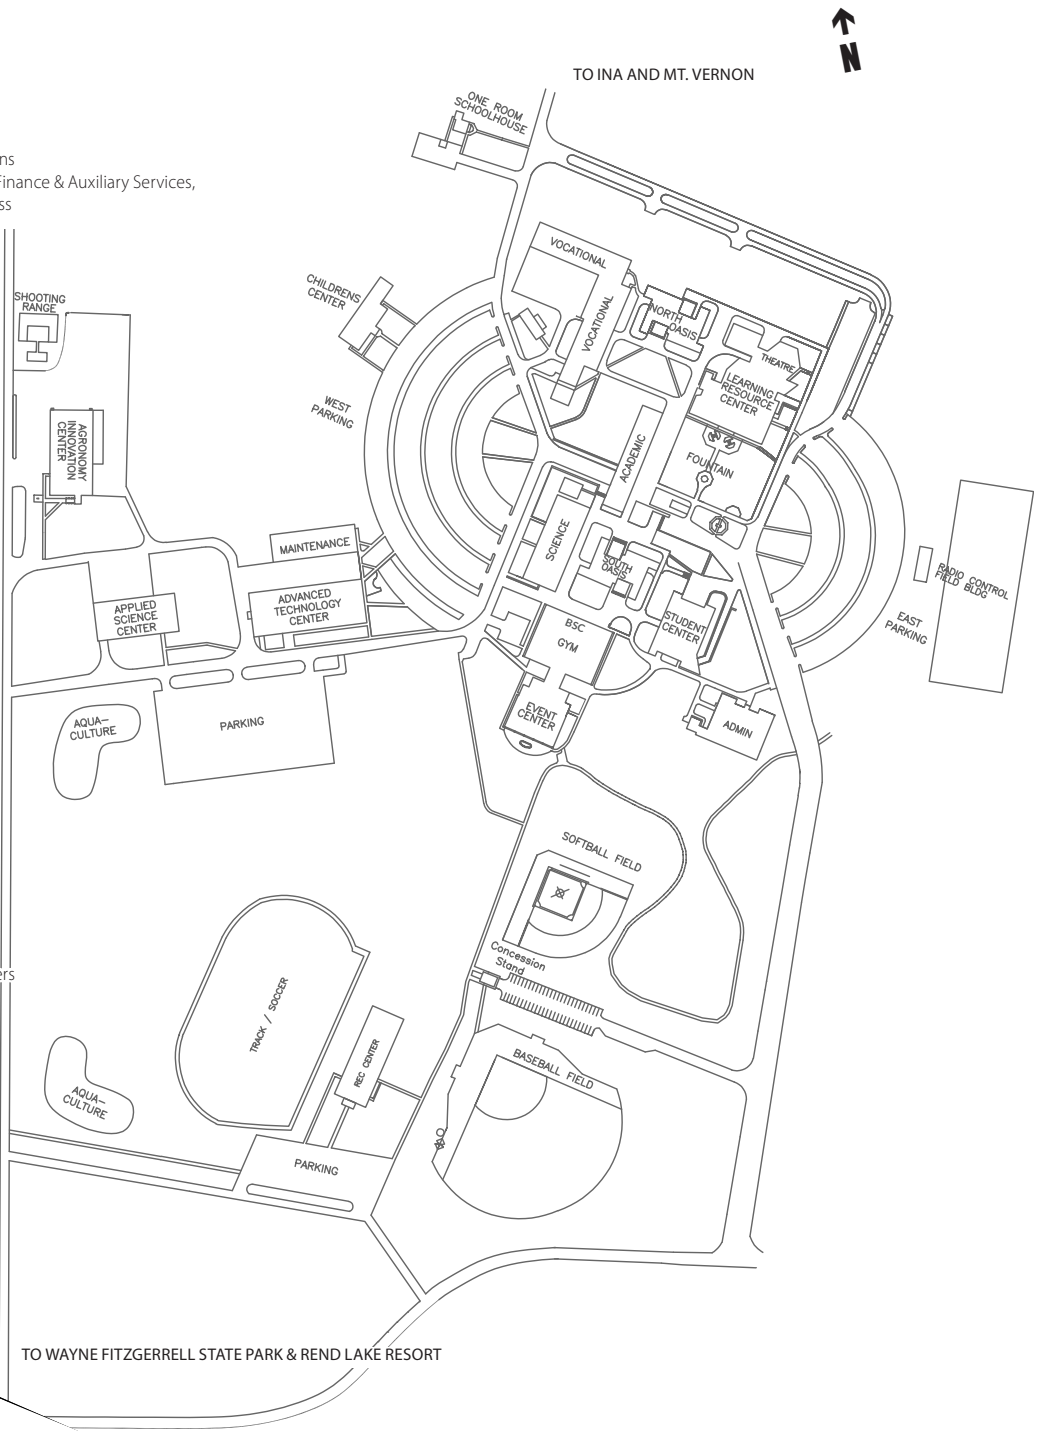 N
TO INA AND MT. VERNON
ONE ROOM
SCHOOLHOUSE
ns
Finance & Auxiliary Services,
ss
VOCATIONAL
VOCATIONAL
CHILDRENS
CENTER
SHOOTING
RANGE
NORTH
OASIS
THEATRE
LEARNING
RESOURCE
CENTER
WEST
PARKING
AGRONOMY
INNOVATION
CENTER
ACADEMIC
FOUNTAIN
SCIENCE
MAINTENANCE
SOUTH
OASIS
RADIO CONTROL
FIELD BLDG
ADVANCED
TECHNOLOGY
CENTER
APPLIED
SCIENCE
CENTER
STUDENT
CENTER
EAST
PARKING
BSC
GYM
EVENT
CENTER
ADMIN
AQUA-
CULTURE
PARKING
SOFTBALL FIELD
Concession
Stand
ers
TRACK / SOCCER
REC CENTER
BASEBALL FIELD
AQUA-
CULTURE
PARKING
TO WAYNE FITZGERRELL STATE PARK & REND LAKE RESORT